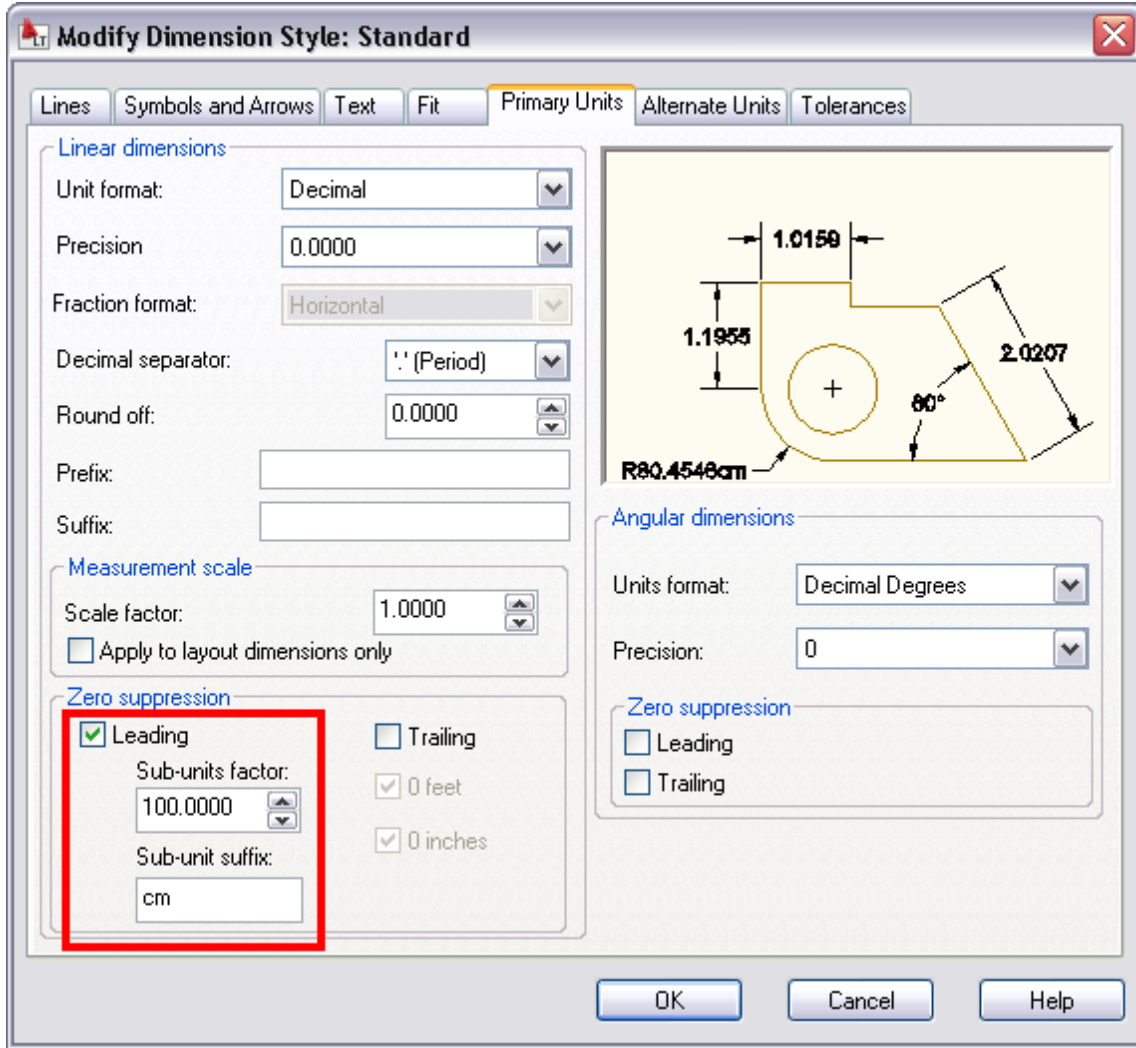 LT Modify Dimension Style: Standard
Lines Symbols and Arrows Text Fit Primary Units Alternate Units Tolerances
Linear dimensions
Unit format: Decimal
Precision 0.0000
Fraction format: Horizontal
Decimal separator: '.' (Period)
Round off: 0.0000
Prefix:
Suffix:
Measurement scale
Scale factor: 1.0000
Apply to layout dimensions only
Zero suppression
Leading
Sub-units factor:
100.0000
Sub-unit suffix:
cm
Trailing
0 feet
0 inches
1.0159
1.1955
2.0207
60°
R80.4546cm
Angular dimensions
Units format: Decimal Degrees
Precision: 0
Zero suppression
Leading
Trailing
OK Cancel Help